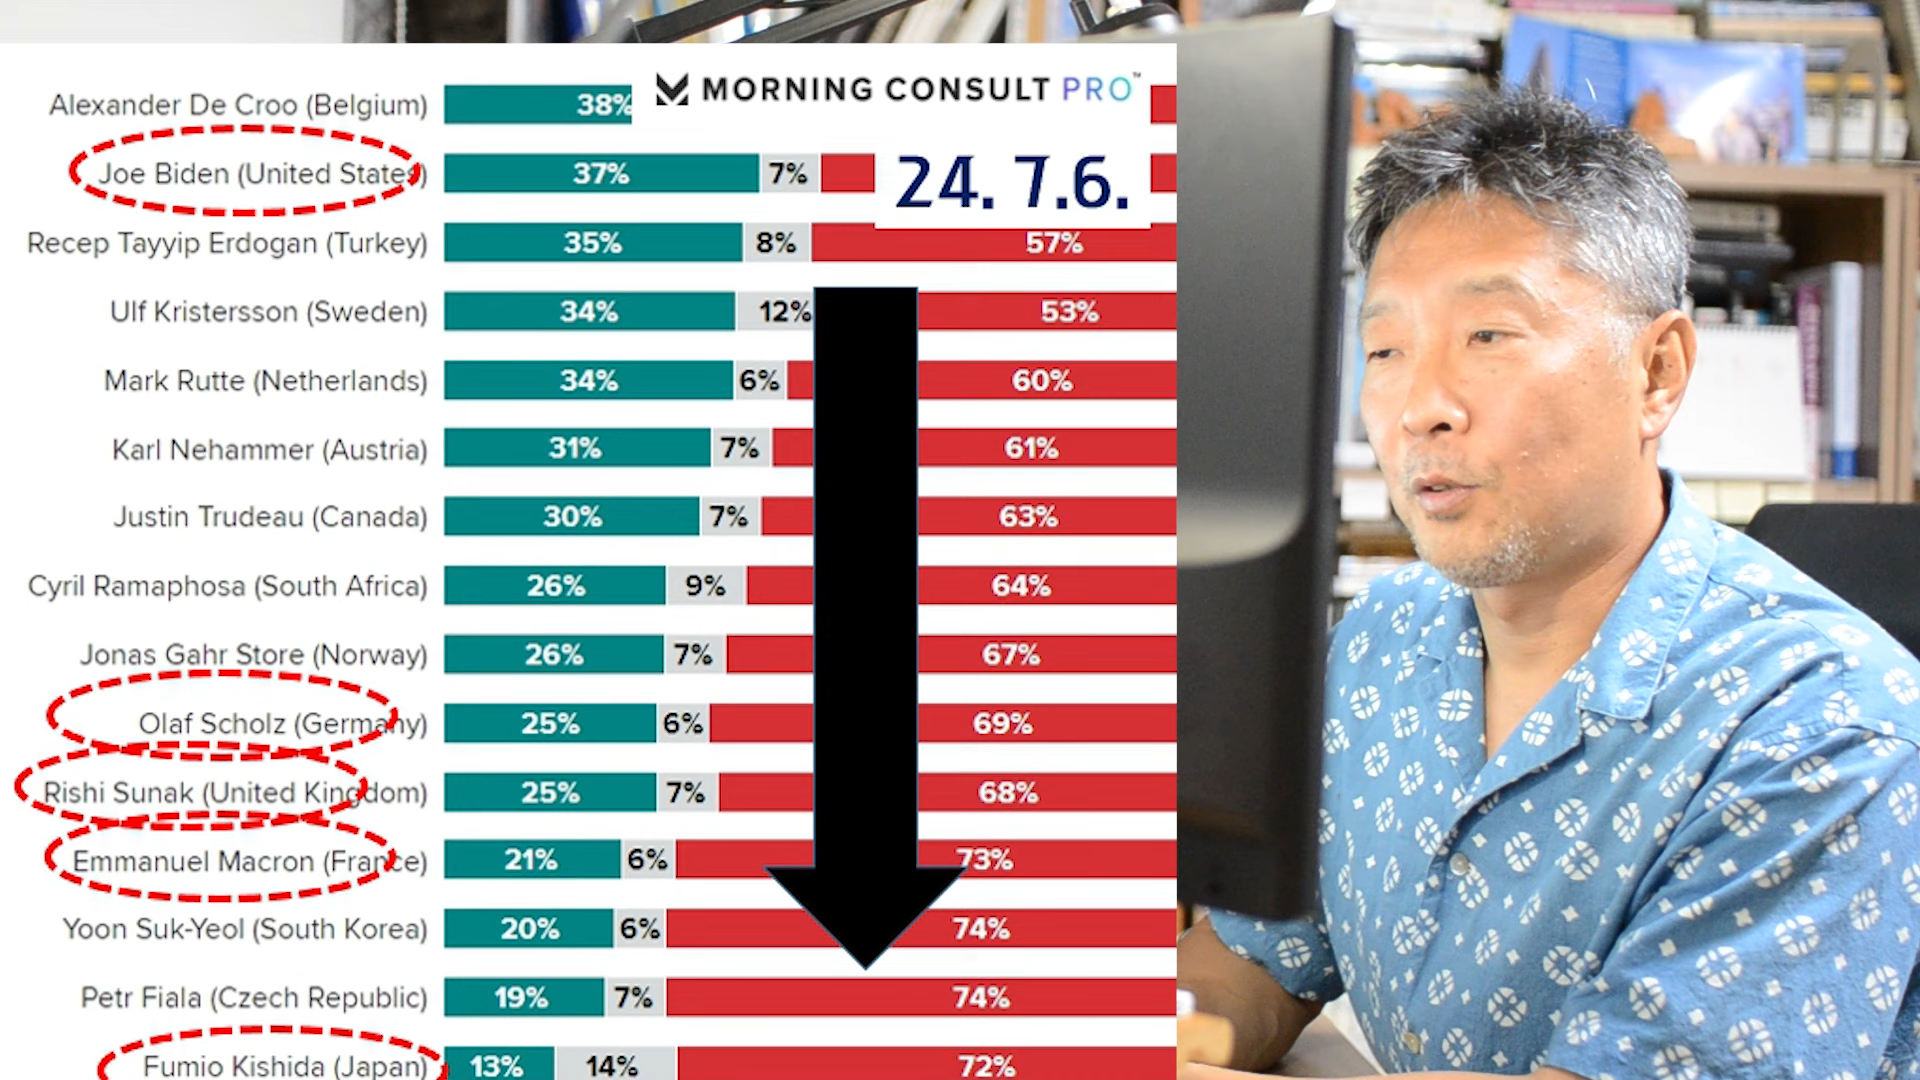 MORNING CONSULT PRO™
24. 7.6.
Alexander De Croo (Belgium) 38%
Joe Biden (United States) 37% 7%
Recep Tayyip Erdogan (Turkey) 35% 8% 57%
Ulf Kristersson (Sweden) 34% 12% 53%
Mark Rutte (Netherlands) 34% 6% 60%
Karl Nehammer (Austria) 31% 7% 61%
Justin Trudeau (Canada) 30% 7% 63%
Cyril Ramaphosa (South Africa) 26% 9% 64%
Jonas Gahr Store (Norway) 26% 7% 67%
Olaf Scholz (Germany) 25% 6% 69%
Rishi Sunak (United Kingdom) 25% 7% 68%
Emmanuel Macron (France) 21% 6% 73%
Yoon Suk-Yeol (South Korea) 20% 6% 74%
Petr Fiala (Czech Republic) 19% 7% 74%
Fumio Kishida (Japan) 13% 14% 72%